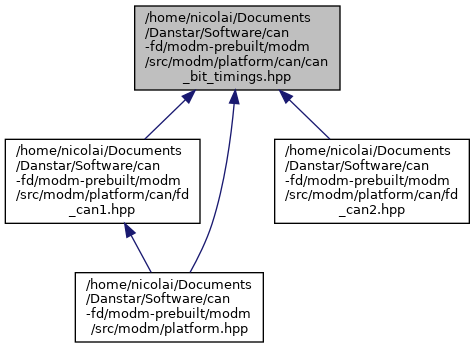 /home/nicolai/Documents
/Danstar/Software/can
-fd/modm-prebuilt/modm
/src/modm/platform/can/can
_bit_timings.hpp
/home/nicolai/Documents
/Danstar/Software/can
-fd/modm-prebuilt/modm
/src/modm/platform/can/fd
_can1.hpp
/home/nicolai/Documents
/Danstar/Software/can
-fd/modm-prebuilt/modm
/src/modm/platform/can/fd
_can2.hpp
/home/nicolai/Documents
/Danstar/Software/can
-fd/modm-prebuilt/modm
/src/modm/platform.hpp